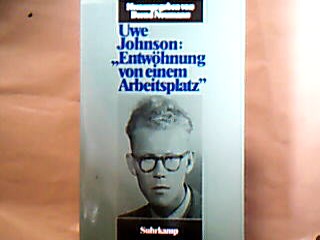 Herausgegeben von
Bernd Neumann
Uwe
Johnson:
„Entwöhnung
von einem
Arbeitsplatz”
Suhrkamp